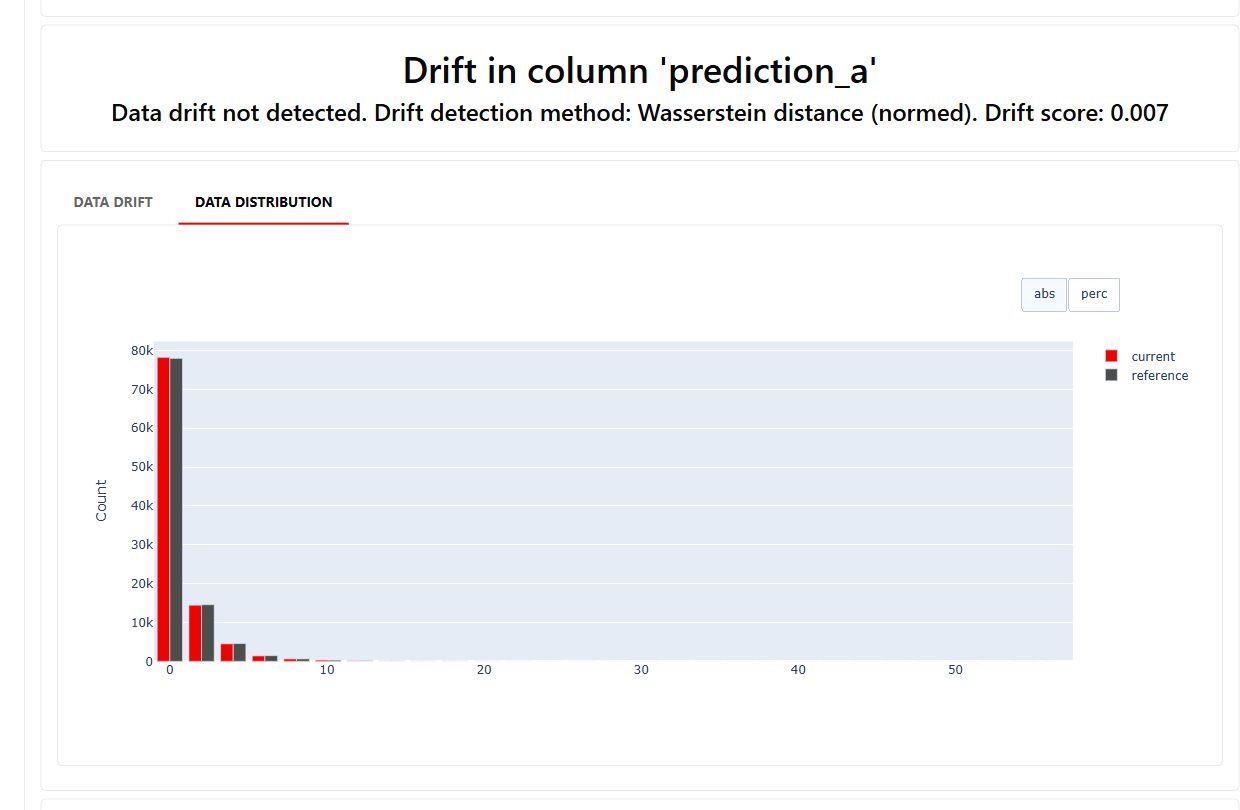 Drift in column 'prediction_a'
Data drift not detected. Drift detection method: Wasserstein distance (normed). Drift score: 0.007
DATA DRIFT DATA DISTRIBUTION
abs perc
80k
70k
60k
50k
40k
30k
20k
10k
0
Count
0 10 20 30 40 50
current
reference